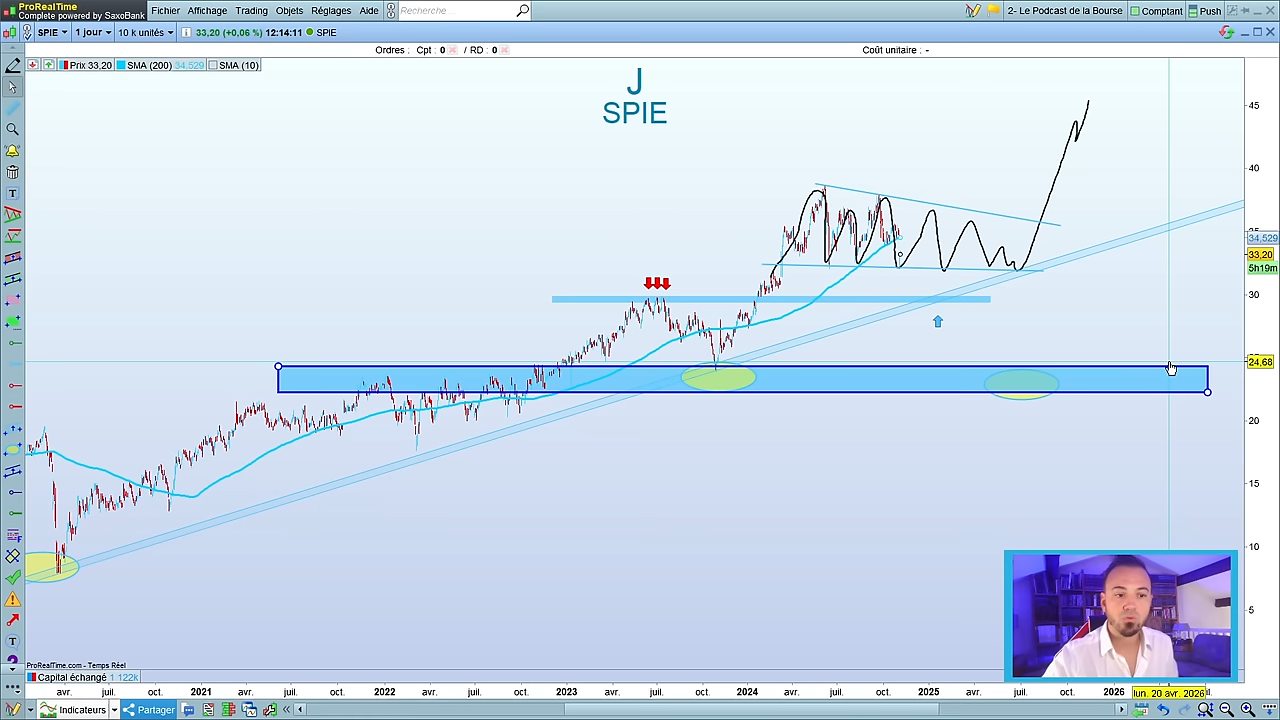 ProRealTime
Complete powered by SaxoBank
Fichier Affichage Trading Objets Réglages Aide Recherche...
2- Le Podcast de la Bourse Comptant Push
SPIE 1 jour 10 k unités 33,20 (+0,06 %) 12:14:11 SPIE
Ordres : Cpt : 0 / RD : 0 Coût unitaire : -
Prix 33,20 SMA (200) 34,529 SMA (10)
J
SPIE
45
40
34,529
33,20
5h19m
30
24,68
20
15
10
5
ProRealTime.com - Temps Réel
Capital échangé 1 122k
avr. juil. oct. 2021 avr. juil. oct. 2022 avr. juil. oct. 2023 avr. juil. oct. 2024 avr. juil. oct. 2025 avr. juil. oct. 2026 lun. 20 avr. 2026
Indicateurs Partager